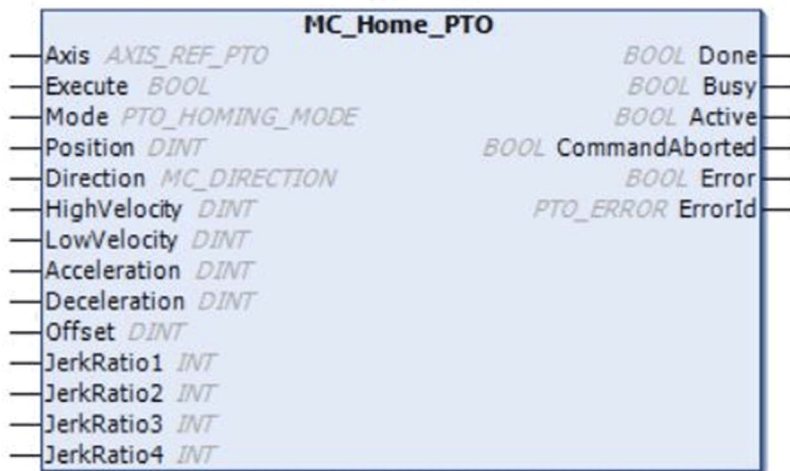 MC_Home_PTO
Axis AXIS_REF_PTO BOOL Done
Execute BOOL BOOL Busy
Mode PTO_HOMING_MODE BOOL Active
Position DINT BOOL CommandAborted
Direction MC_DIRECTION BOOL Error
HighVelocity DINT PTO_ERROR ErrorId
LowVelocity DINT
Acceleration DINT
Deceleration DINT
Offset DINT
JerkRatio1 INT
JerkRatio2 INT
JerkRatio3 INT
JerkRatio4 INT